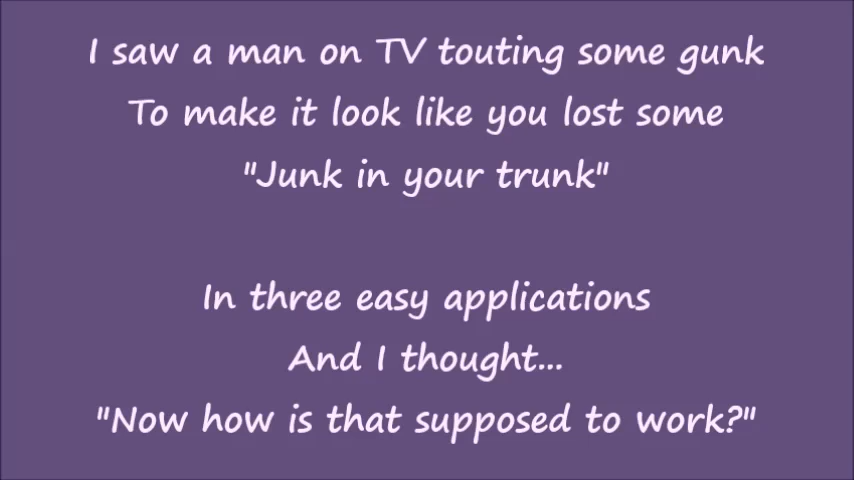 I saw a man on TV touting some gunk
To make it look like you lost some
"Junk in your trunk"
In three easy applications
And I thought...
"Now how is that supposed to work?"